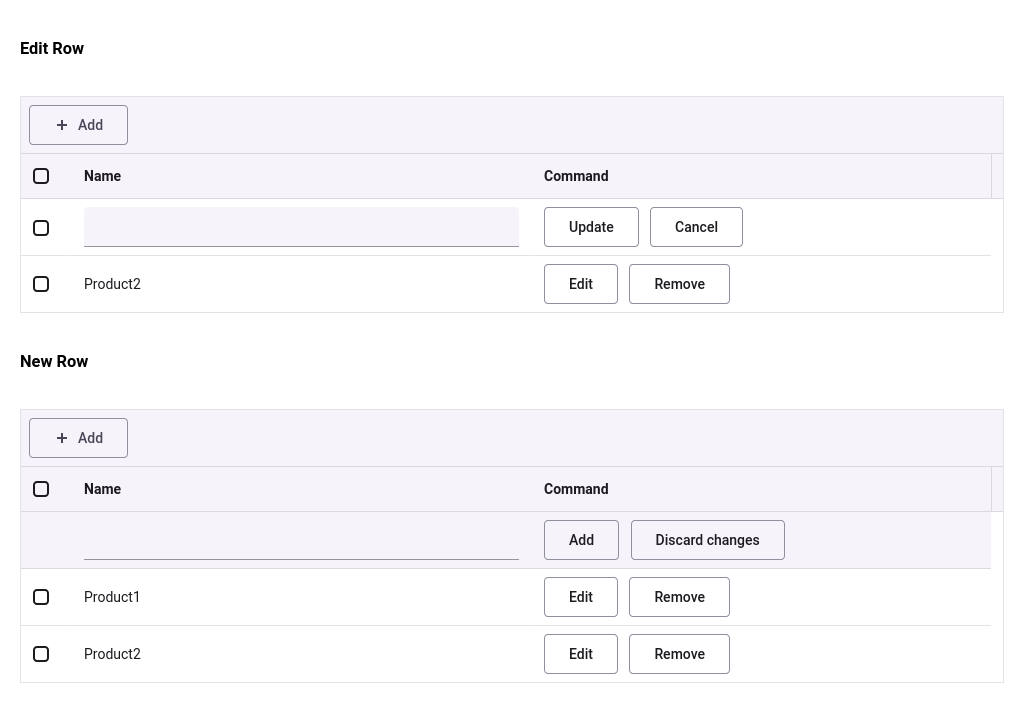 Edit Row
Add
Name Command
Update Cancel
Product2 Edit Remove
New Row
Add
Name Command
Add Discard changes
Product1 Edit Remove
Product2 Edit Remove